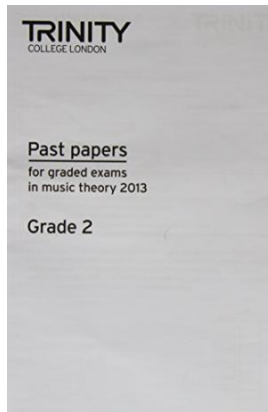 TRINITY
COLLEGE LONDON
Past papers
for graded exams
in music theory 2013
Grade 2